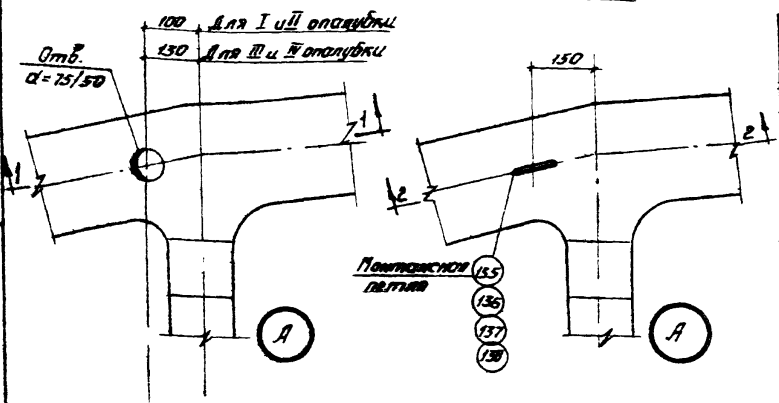 100 Для I и II опалубки
130 Для III и IV опалубки
Отв.
d=75/50
1
1
А
150
2
2
Монтажная
петля
135
136
137
138
А